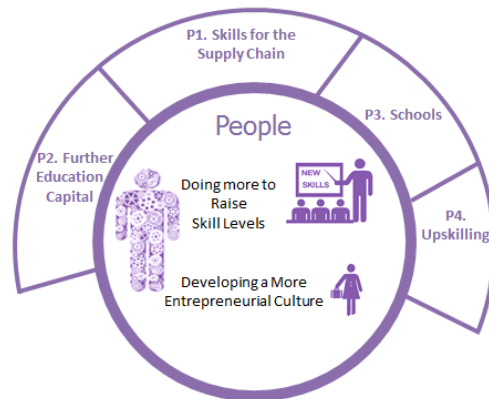 P1. Skills for the
Supply Chain
P2. Further
Education
Capital
P3. Schools
P4.
Upskilling
People
Doing more to
Raise
Skill Levels
NEW
SKILLS
Developing a More
Entrepreneurial Culture